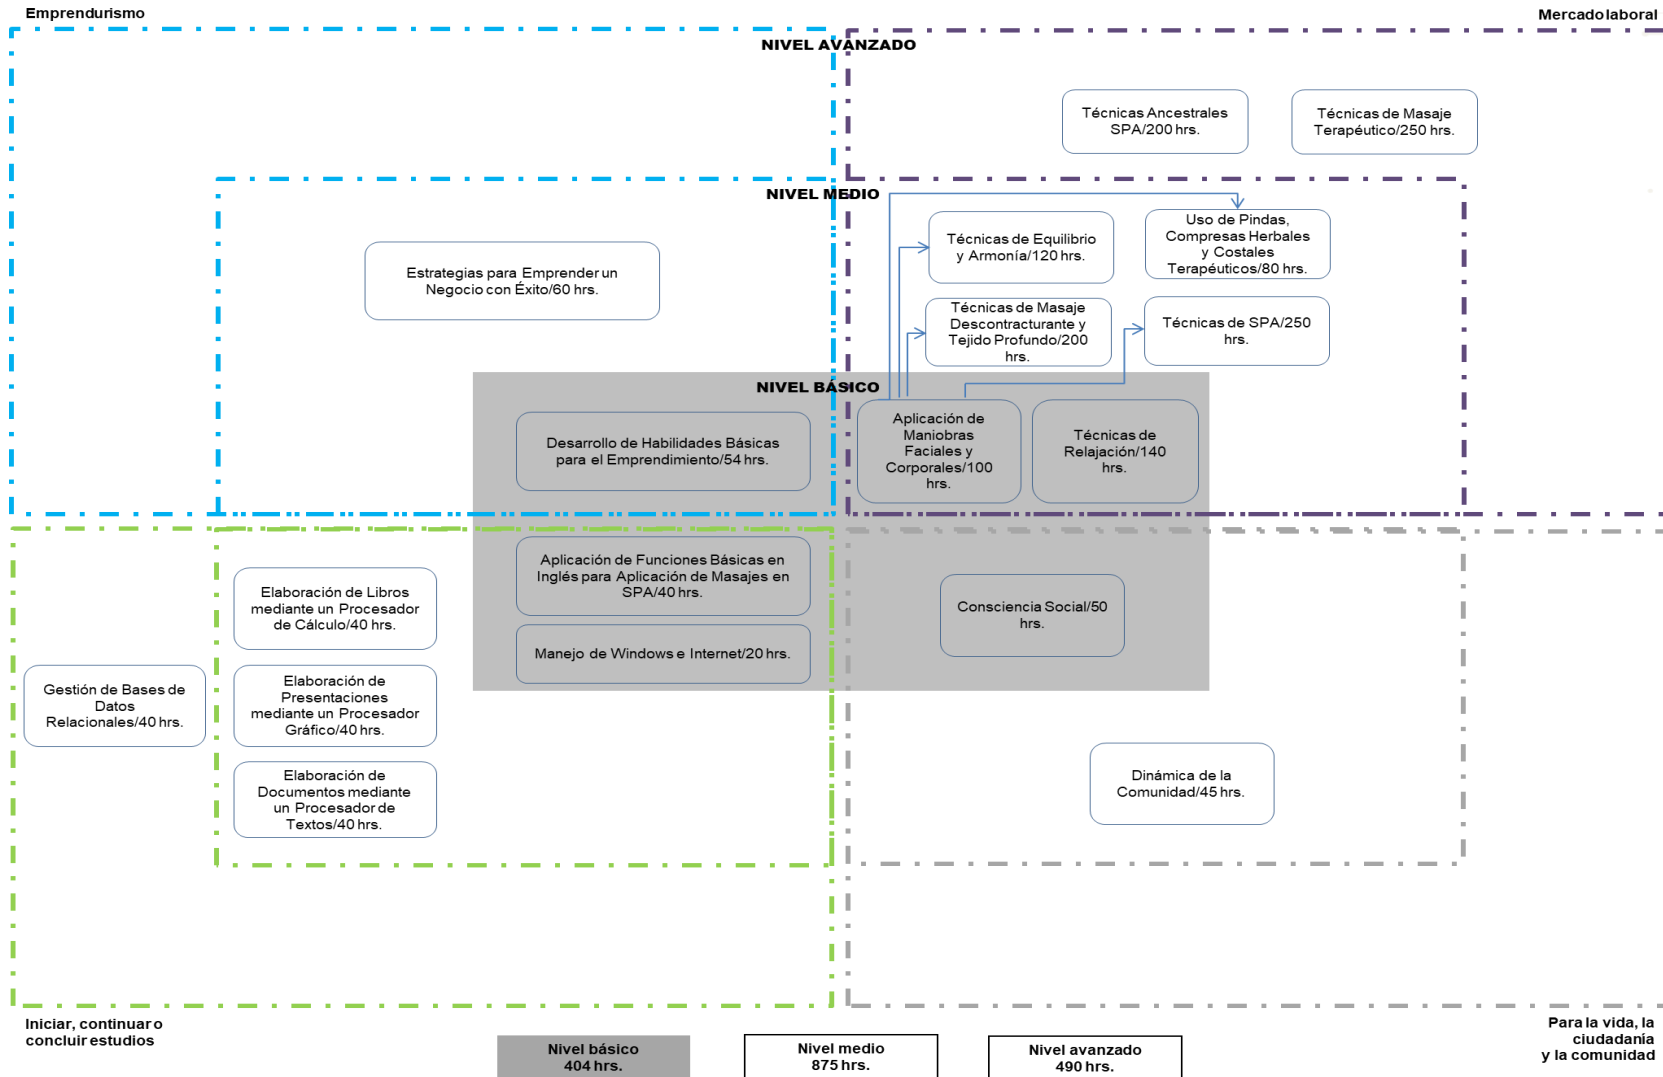 Emprendurismo
Mercado laboral
NIVEL AVANZADO
Técnicas Ancestrales
SPA/200 hrs.
Técnicas de Masaje
Terapéutico/250 hrs.
NIVEL MEDIO
Estrategias para Emprender un
Negocio con Éxito/60 hrs.
Técnicas de Equilibrio
y Armonía/120 hrs.
Uso de Pindas,
Compresas Herbales
y Costales
Terapéuticos/80 hrs.
Técnicas de Masaje
Descontracturante y
Tejido Profundo/200
hrs.
Técnicas de SPA/250
hrs.
NIVEL BÁSICO
Desarrollo de Habilidades Básicas
para el Emprendimiento/54 hrs.
Aplicación de
Maniobras
Faciales y
Corporales/100
hrs.
Técnicas de
Relajación/140
hrs.
Aplicación de Funciones Básicas en
Inglés para Aplicación de Masajes en
SPA/40 hrs.
Manejo de Windows e Internet/20 hrs.
Consciencia Social/50
hrs.
Elaboración de Libros
mediante un Procesador
de Cálculo/40 hrs.
Gestión de Bases de
Datos
Relacionales/40 hrs.
Elaboración de
Presentaciones
mediante un Procesador
Gráfico/40 hrs.
Elaboración de
Documentos mediante
un Procesador de
Textos/40 hrs.
Dinámica de la
Comunidad/45 hrs.
Iniciar, continuar o
concluir estudios
Para la vida, la
ciudadanía
y la comunidad
Nivel básico
404 hrs.
Nivel medio
875 hrs.
Nivel avanzado
490 hrs.